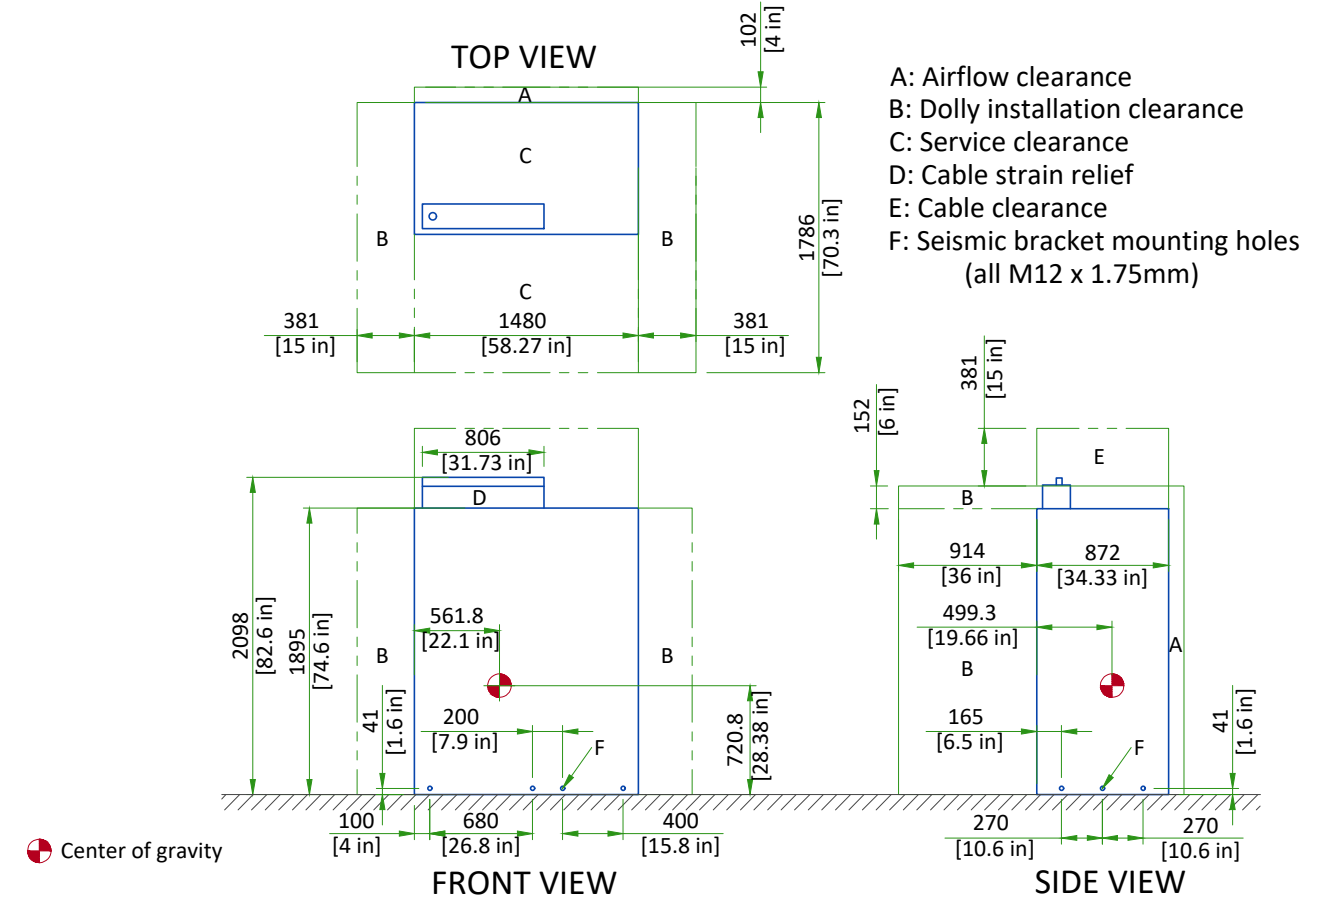 TOP VIEW
102
[4 in]
A
C
B
B
C
381
[15 in]
1480
[58.27 in]
381
[15 in]
1786
[70.3 in]
A: Airflow clearance
B: Dolly installation clearance
C: Service clearance
D: Cable strain relief
E: Cable clearance
F: Seismic bracket mounting holes
(all M12 x 1.75mm)
806
[31.73 in]
D
2098
[82.6 in]
1895
[74.6 in]
561.8
[22.1 in]
B
B
41
[1.6 in]
200
[7.9 in]
F
720.8
[28.38 in]
100
[4 in]
680
[26.8 in]
400
[15.8 in]
Center of gravity
FRONT VIEW
381
[15 in]
152
[6 in]
E
B
914
[36 in]
872
[34.33 in]
499.3
[19.66 in]
A
B
165
[6.5 in]
F
41
[1.6 in]
270
[10.6 in]
270
[10.6 in]
SIDE VIEW